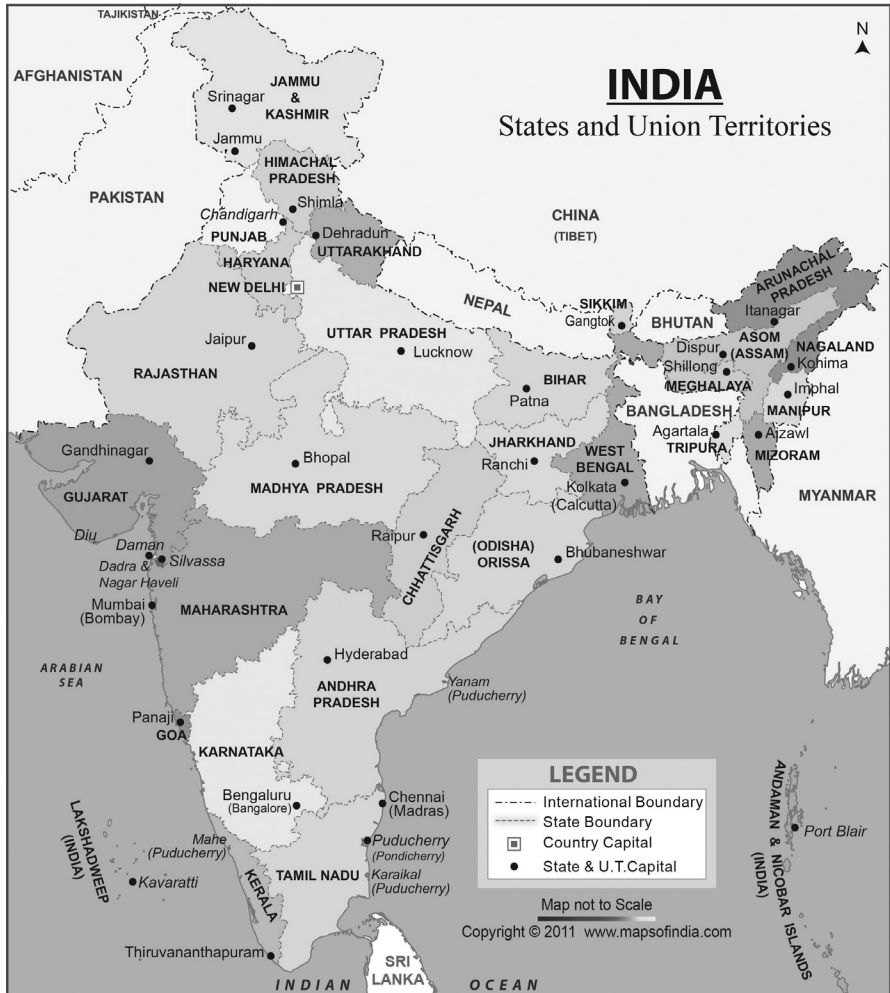 TAJIKISTAN
AFGHANISTAN
N
INDIA
States and Union Territories
JAMMU
&
KASHMIR
Srinagar
Jammu
HIMACHAL
PRADESH
PAKISTAN
Shimla
Chandigarh
PUNJAB
Dehradun
UTTARAKHAND
CHINA
(TIBET)
HARYANA
NEW DELHI
NEPAL
SIKKIM
Gangtok
BHUTAN
ARUNACHAL
PRADESH
Itanagar
UTTAR PRADESH
Lucknow
Jaipur
RAJASTHAN
Dispur
ASOM
(ASSAM)
NAGALAND
Shillong
Kohima
MEGHALAYA
BIHAR
Patna
Imphal
MANIPUR
BANGLADESH
Agartala
TRIPURA
Ajzawl
MIZORAM
MYANMAR
Gandhinagar
GUJARAT
Bhopal
MADHYA PRADESH
JHARKHAND
Ranchi
WEST
BENGAL
Kolkata
(Calcutta)
Diu
Daman
Dadra &
Nagar Haveli
Silvassa
Raipur
CHHATTISGARH
(ODISHA)
ORISSA
Bhubaneshwar
Mumbai
(Bombay)
MAHARASHTRA
BAY
OF
BENGAL
ARABIAN
SEA
Hyderabad
ANDHRA
PRADESH
Yanam
(Puducherry)
Panaji
GOA
KARNATAKA
Bengaluru
(Bangalore)
Chennai
(Madras)
LAKSHADWEEP
(INDIA)
Kavaratti
Mahe
(Puducherry)
Puducherry
(Pondicherry)
Karaikal
(Puducherry)
TAMIL NADU
KERALA
Thiruvananthapuram
SRI
LANKA
INDIAN OCEAN
LEGEND
International Boundary
State Boundary
Country Capital
State & U.T.Capital
Map not to Scale
Copyright © 2011 www.mapsofindia.com
ANDAMAN & NICOBAR ISLANDS
(INDIA)
Port Blair